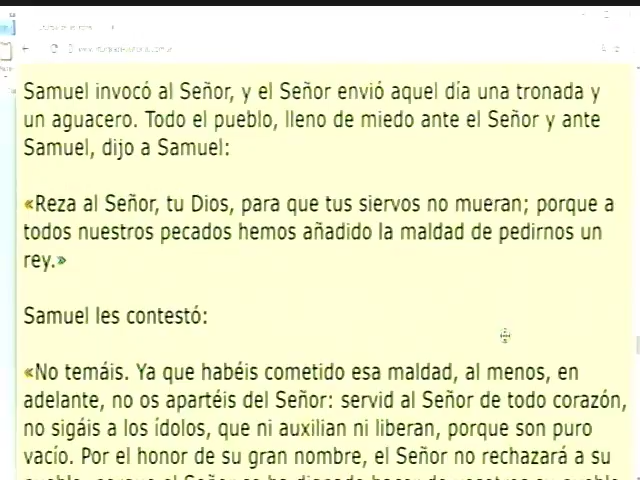 Samuel invocó al Señor, y el Señor envió aquel día una tronada y
un aguacero. Todo el pueblo, lleno de miedo ante el Señor y ante
Samuel, dijo a Samuel:
«Reza al Señor, tu Dios, para que tus siervos no mueran; porque a
todos nuestros pecados hemos añadido la maldad de pedirnos un
rey.»
Samuel les contestó:
«No temáis. Ya que habéis cometido esa maldad, al menos, en
adelante, no os apartéis del Señor: servid al Señor de todo corazón,
no sigáis a los ídolos, que ni auxilian ni liberan, porque son puro
vacío. Por el honor de su gran nombre, el Señor no rechazará a su